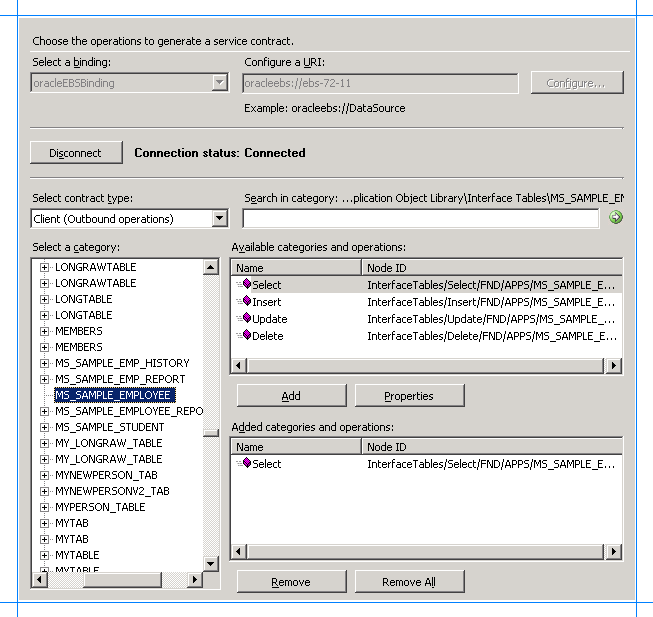 Choose the operations to generate a service contract.
Select a binding: Configure a URI:
oracleEBSBinding oracleebs://ebs-72-11 Configure...
Example: oracleebs://DataSource
Disconnect Connection status: Connected
Select contract type: Search in category: ...plication Object Library\Interface Tables\MS_SAMPLE_EM
Client (Outbound operations)
Select a category: Available categories and operations:
LONGRAWTABLE
LONGRAWTABLE
LONGTABLE
LONGTABLE
MEMBERS
MEMBERS
MS_SAMPLE_EMP_HISTORY
MS_SAMPLE_EMP_REPORT
MS_SAMPLE_EMPLOYEE
MS_SAMPLE_EMPLOYEE_REPO
MS_SAMPLE_STUDENT
MY_LONGRAW_TABLE
MY_LONGRAW_TABLE
MYNEWPERSON_TAB
MYNEWPERSONV2_TAB
MYPERSON_TABLE
MYTAB
MYTAB
MYTABLE
MYTABLE
Name Node ID
Select InterfaceTables/Select/FND/APPS/MS_SAMPLE_E...
Insert InterfaceTables/Insert/FND/APPS/MS_SAMPLE_E...
Update InterfaceTables/Update/FND/APPS/MS_SAMPLE_...
Delete InterfaceTables/Delete/FND/APPS/MS_SAMPLE_E...
Add Properties
Added categories and operations:
Name Node ID
Select InterfaceTables/Select/FND/APPS/MS_SAMPLE_E...
Remove Remove All